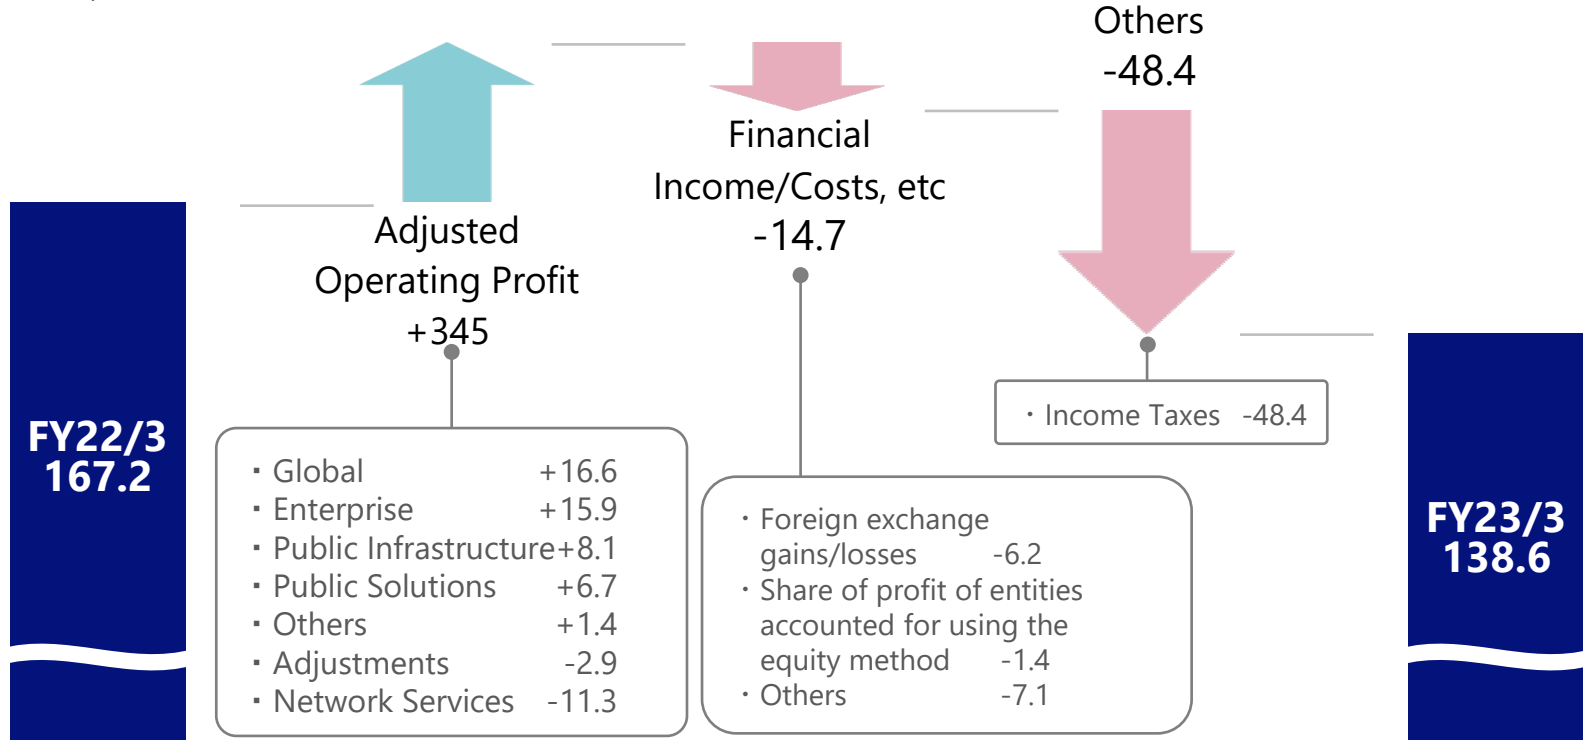 Others
-48.4
Financial
Income/Costs, etc
-14.7
Adjusted
Operating Profit
+345
FY22/3
167.2
・Income Taxes -48.4
・Global +16.6
・Enterprise +15.9
・Public Infrastructure+8.1
・Public Solutions +6.7
・Others +1.4
・Adjustments -2.9
・Network Services -11.3
・Foreign exchange
gains/losses -6.2
・Share of profit of entities
accounted for using the
equity method -1.4
・Others -7.1
FY23/3
138.6